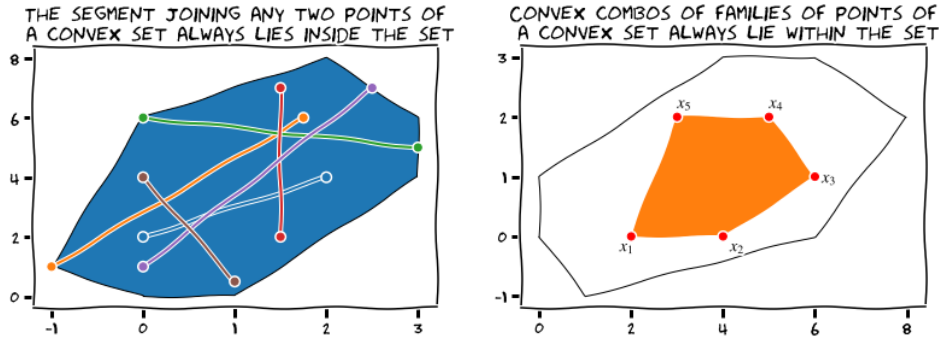 THE SEGMENT JOINING ANY TWO POINTS OF
A CONVEX SET ALWAYS LIES INSIDE THE SET
8
6
4
2
0
-1 0 1 2 3
CONVEX COMBOS OF FAMILIES OF POINTS OF
A CONVEX SET ALWAYS LIE WITHIN THE SET
3
2
1
0
-1
x5 x4
x3
x1 x2
0 2 4 6 8